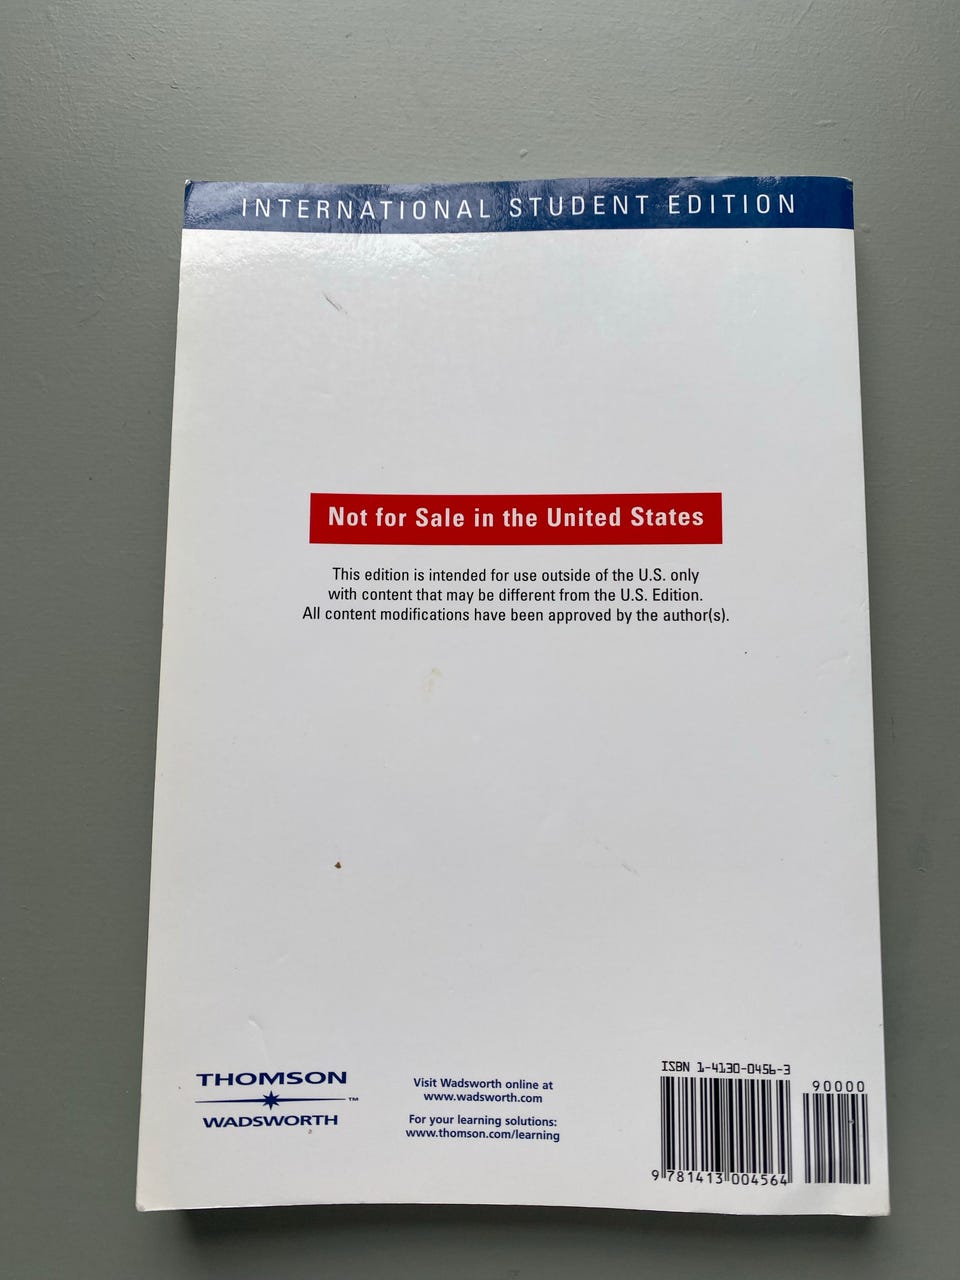 INTERNATIONAL STUDENT EDITION
Not for Sale in the United States
This edition is intended for use outside of the U.S. only
with content that may be different from the U.S. Edition.
All content modifications have been approved by the author(s).
THOMSON
™
WADSWORTH
Visit Wadsworth online at
www.wadsworth.com
For your learning solutions:
www.thomson.com/learning
ISBN 1-4130-0456-3
90000
9 781413 004564